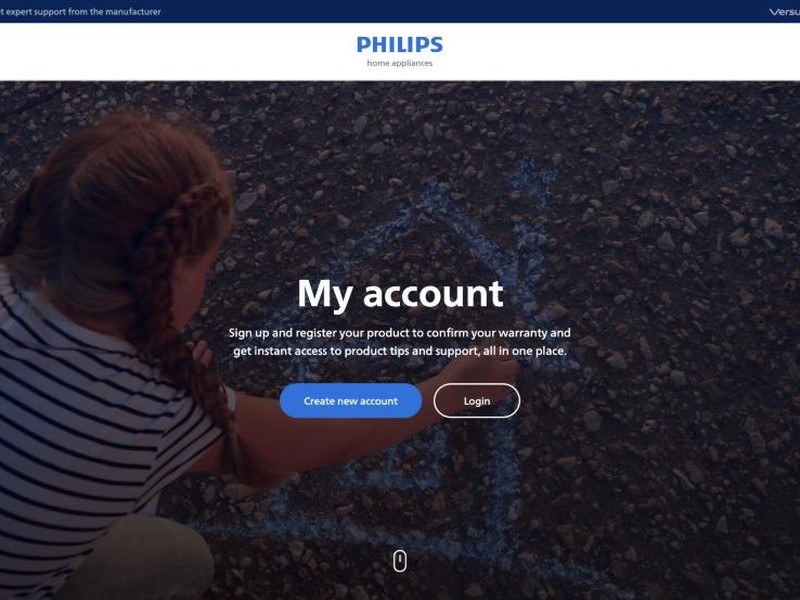 expert support from the manufacturer
PHILIPS
home appliances
My account
Sign up and register your product to confirm your warranty and
get instant access to product tips and support, all in one place.
Create new account
Login